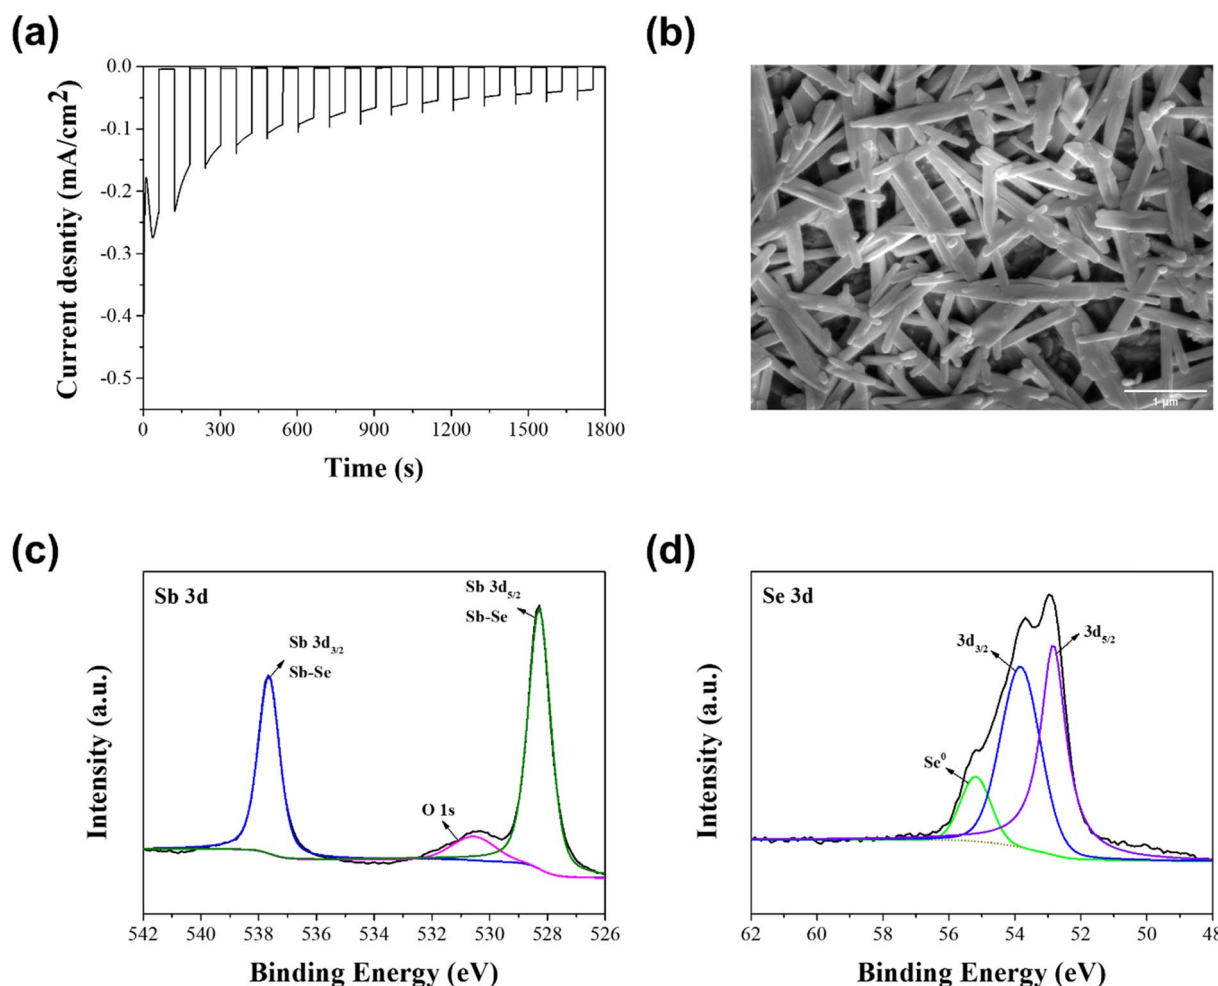 (a)
0.0
-0.1
-0.2
-0.3
-0.4
-0.5
Current desntiy (mA/cm²)
0 300 600 900 1200 1500 1800
Time (s)
(b)
1 μm
(c)
Sb 3d
Sb 3d₃/₂
Sb-Se
Sb 3d₅/₂
Sb-Se
O 1s
Intensity (a.u.)
542 540 538 536 534 532 530 528 526
Binding Energy (eV)
(d)
Se 3d
3d₃/₂
3d₅/₂
Se⁰
Intensity (a.u.)
62 60 58 56 54 52 50 48
Binding Energy (eV)